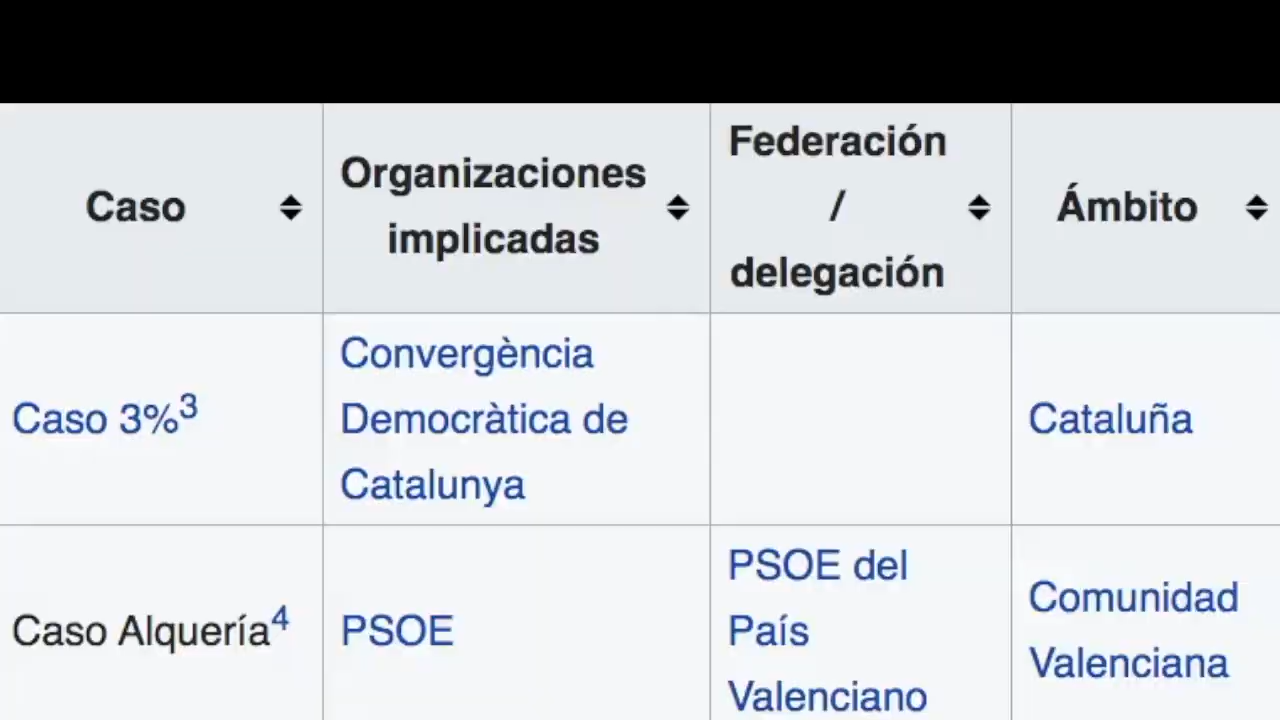 Caso
Organizaciones
implicadas
Federación
/
delegación
Ámbito
Caso 3%3
Convergència
Democràtica de
Catalunya
Cataluña
Caso Alquería4
PSOE
PSOE del
País
Valenciano
Comunidad
Valenciana